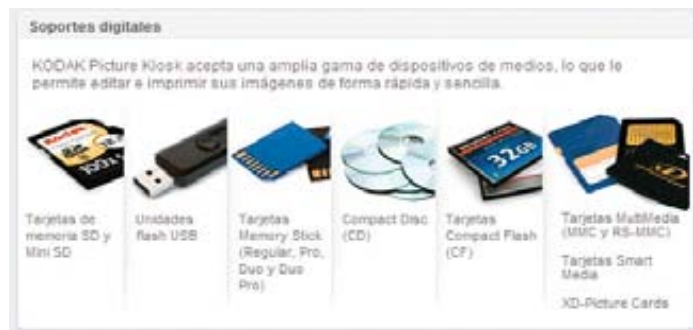 Soportes digitales
KODAK Picture Kiosk acepta una amplia gama de dispositivos de medios, lo que le
permite editar e imprimir sus imágenes de forma rápida y sencilla.
Kodak
32GB
Tarjetas de
memoria SD y
Mini SD
Unidades
flash USB
Tarjetas
Memory Stick
(Regular, Pro,
Duo y Duo
Pro)
Compact Disc
(CD)
Tarjetas
Compact Flash
(CF)
Tarjetas MultiMedia
(MMC y RS-MMC)
Tarjetas Smart
Media
XD-Picture Cards